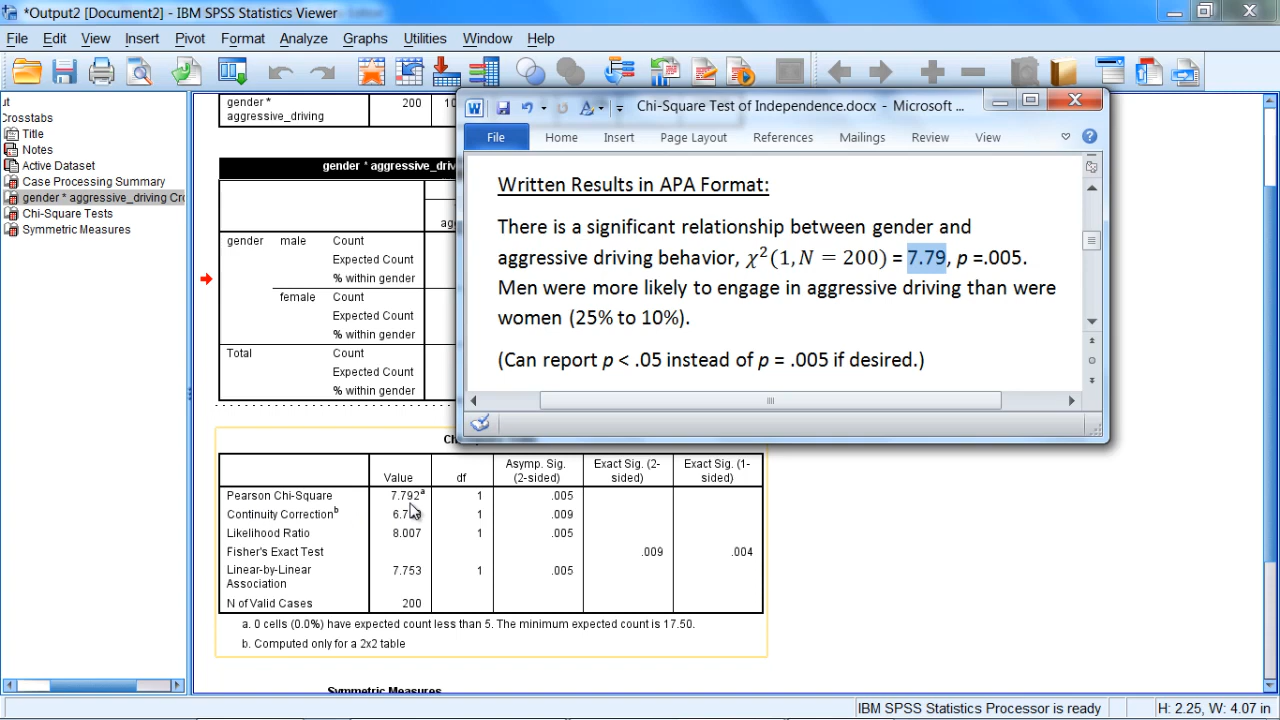 *Output2 [Document2] - IBM SPSS Statistics Viewer
File Edit View Insert Pivot Format Analyze Graphs Utilities Window Help
Crosstabs
Title
Notes
Active Dataset
Case Processing Summary
gender * aggressive_driving Cr
Chi-Square Tests
Symmetric Measures
gender *
aggressive_driving 200
gender * aggressive_driv
gender male Count
Expected Count
% within gender
female Count
Expected Count
% within gender
Total Count
Expected Count
% within gender
Chi-Square Test of Independence.docx - Microsoft ...
File Home Insert Page Layout References Mailings Review View
Written Results in APA Format:
There is a significant relationship between gender and
aggressive driving behavior, χ²(1, N = 200) = 7.79, p =.005.
Men were more likely to engage in aggressive driving than were
women (25% to 10%).
(Can report p < .05 instead of p = .005 if desired.)
Value df Asymp. Sig. (2-sided) Exact Sig. (2-sided) Exact Sig. (1-sided)
Pearson Chi-Square 7.792a 1 .005
Continuity Correctionb 1 .009
Likelihood Ratio 8.007 1 .005
Fisher's Exact Test .009 .004
Linear-by-Linear
Association 7.753 1 .005
N of Valid Cases 200
a. 0 cells (0.0%) have expected count less than 5. The minimum expected count is 17.50.
b. Computed only for a 2x2 table
Symmetric Measures
IBM SPSS Statistics Processor is ready H: 2.25, W: 4.07 in